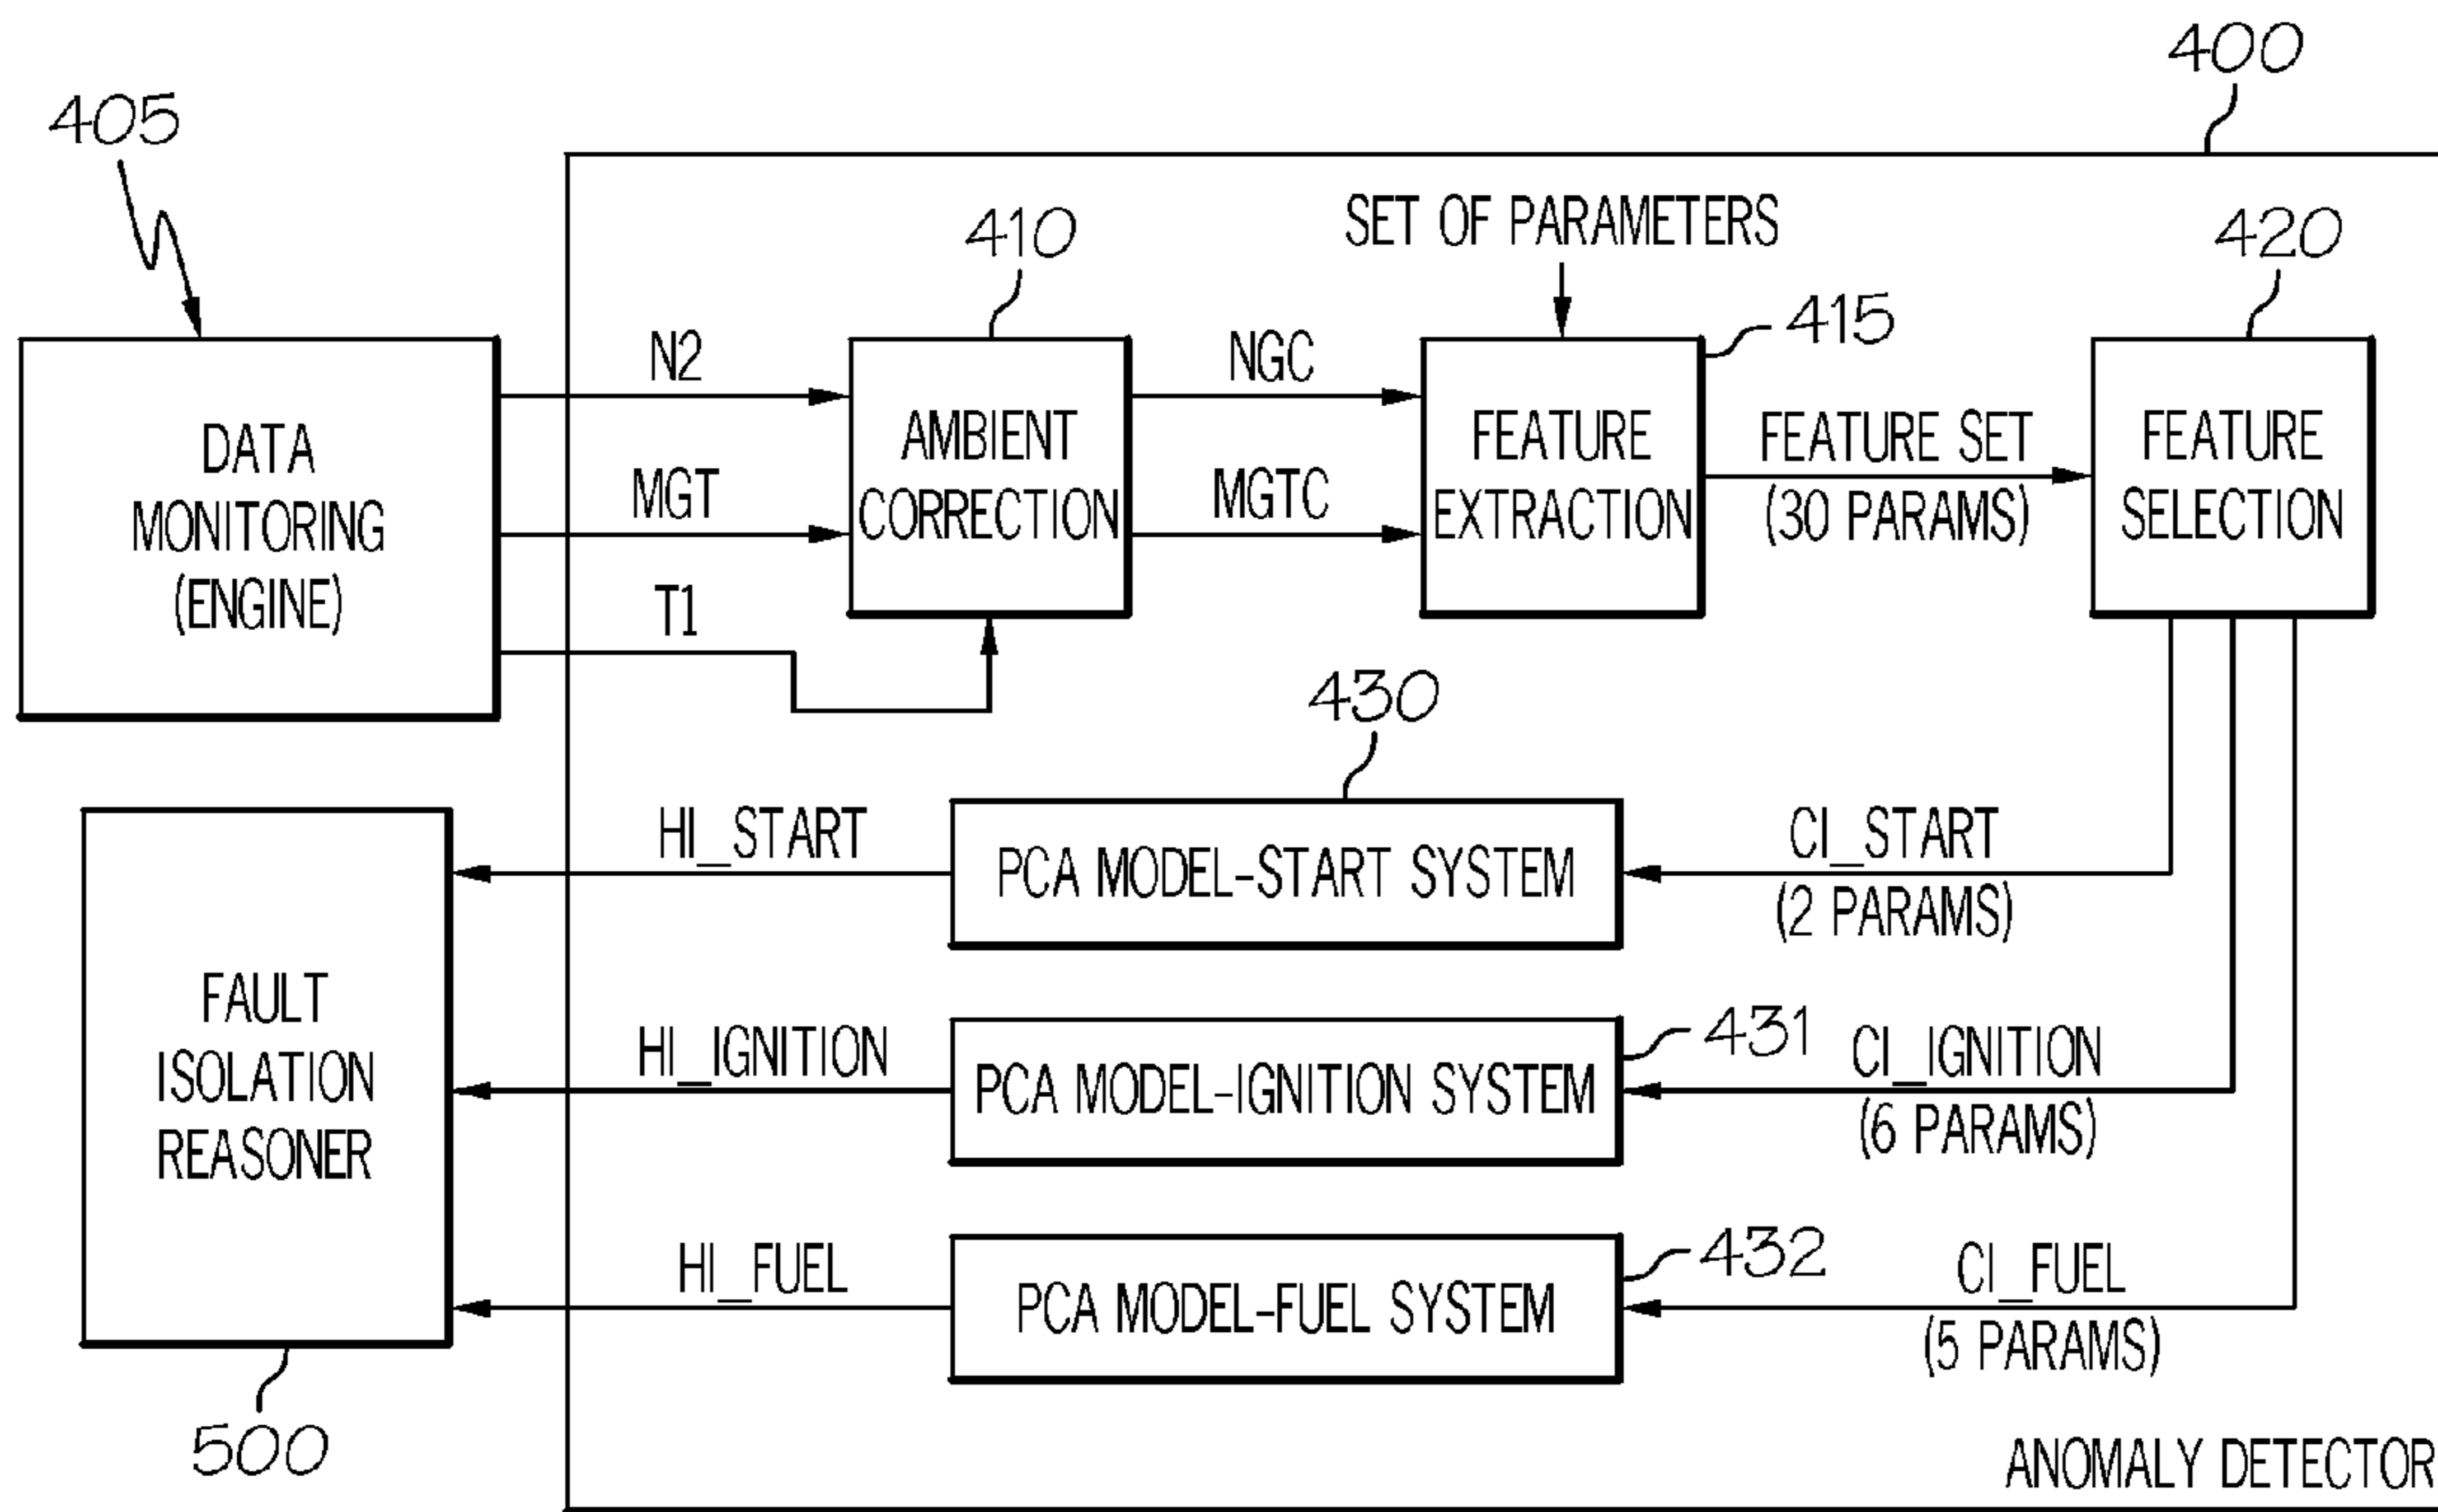 400
405
SET OF PARAMETERS
410
420
415
N2
NGC
DATA
MONITORING
(ENGINE)
AMBIENT
CORRECTION
FEATURE
EXTRACTION
FEATURE SET
(30 PARAMS)
FEATURE
SELECTION
MGT
MGTC
T1
430
HI_START
PCA MODEL-START SYSTEM
CI_START
(2 PARAMS)
FAULT
ISOLATION
REASONER
HI_IGNITION
PCA MODEL-IGNITION SYSTEM
431
CI_IGNITION
(6 PARAMS)
HI_FUEL
PCA MODEL-FUEL SYSTEM
432
CI_FUEL
(5 PARAMS)
500
ANOMALY DETECTOR